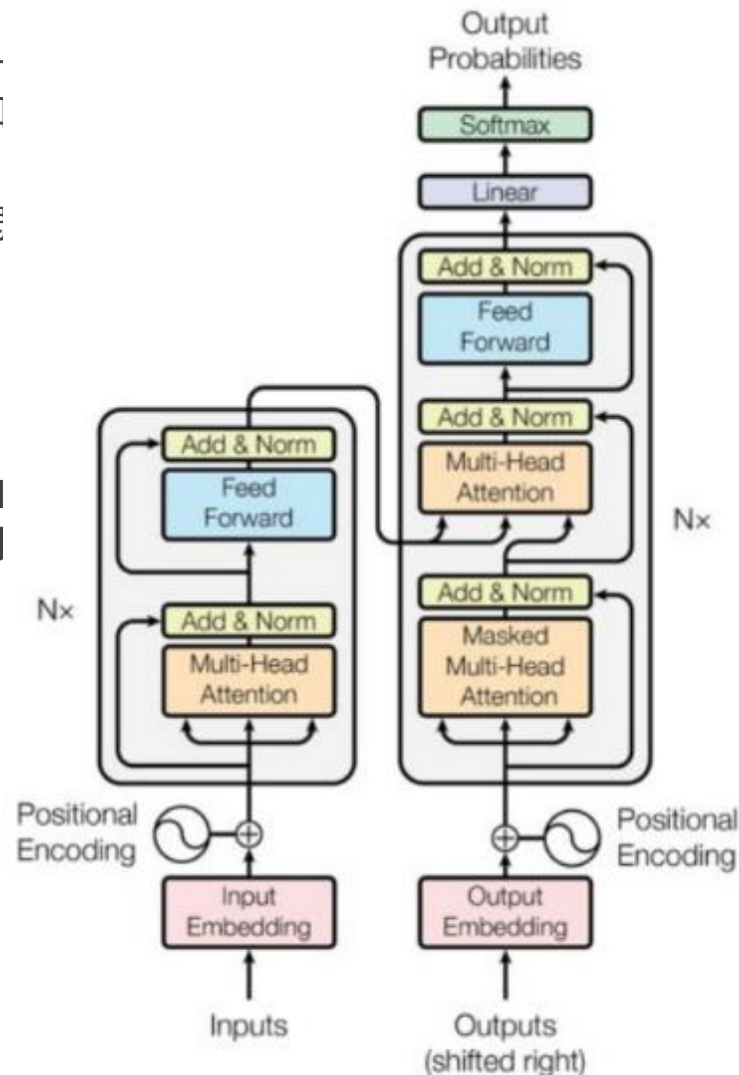 Output
Probabilities
Softmax
Linear
Add & Norm
Feed
Forward
Add & Norm
Multi-Head
Attention
Nx
Add & Norm
Masked
Multi-Head
Attention
Add & Norm
Feed
Forward
Nx
Add & Norm
Multi-Head
Attention
Positional
Encoding
Positional
Encoding
Input
Embedding
Output
Embedding
Inputs
Outputs
(shifted right)